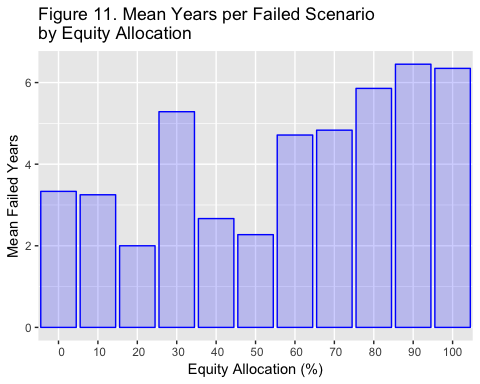 Figure 11. Mean Years per Failed Scenario
by Equity Allocation
6
4
2
0
Mean Failed Years
0 10 20 30 40 50 60 70 80 90 100
Equity Allocation (%)